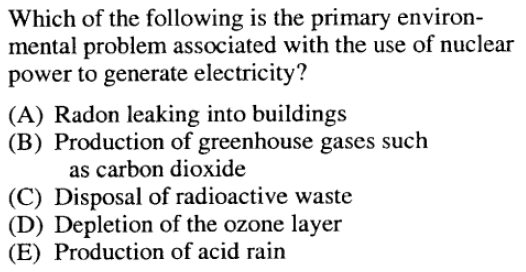 Which of the following is the primary environ-
mental problem associated with the use of nuclear
power to generate electricity?
(A) Radon leaking into buildings
(B) Production of greenhouse gases such
as carbon dioxide
(C) Disposal of radioactive waste
(D) Depletion of the ozone layer
(E) Production of acid rain